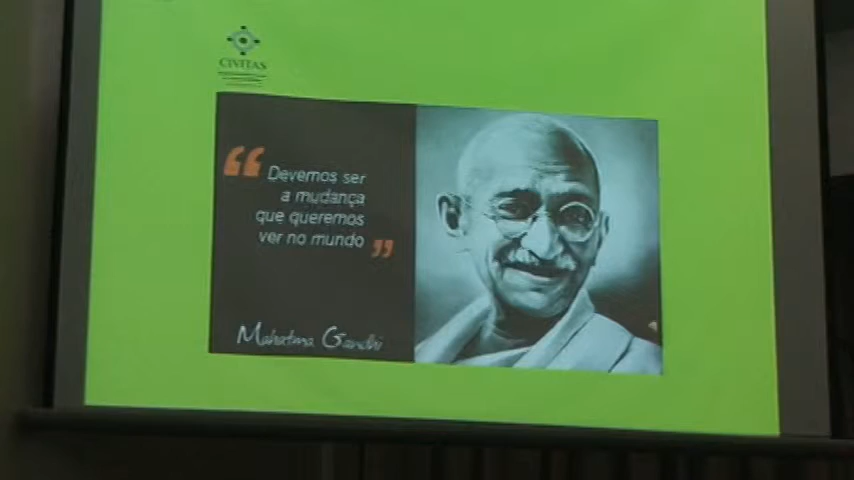 CIVITAS
“ Devemos ser
a mudança
que queremos
ver no mundo ”
Mahatma Gandhi